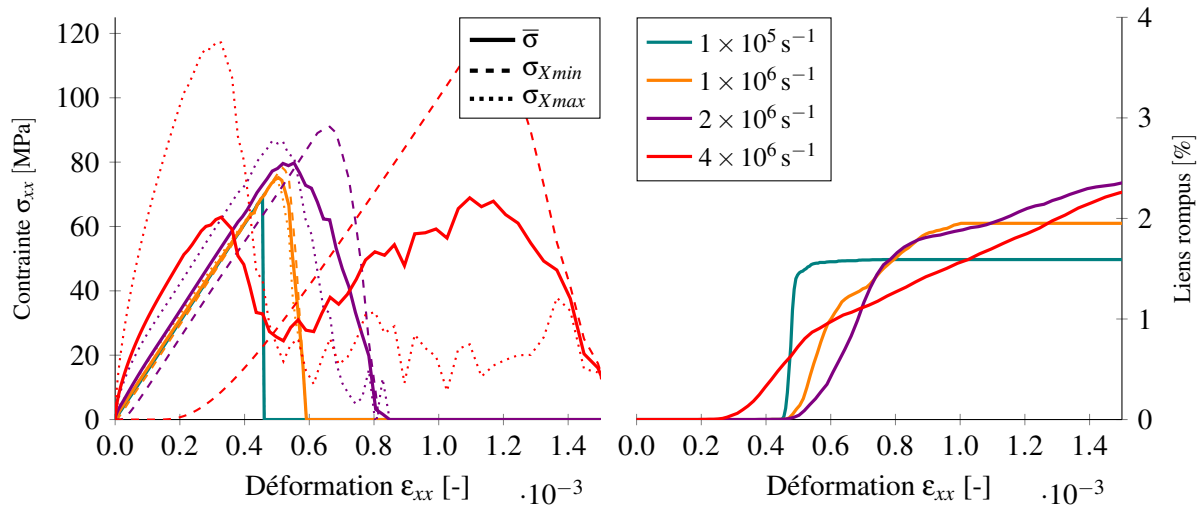 Contrainte σxx [MPa]
120
100
80
60
40
20
0
0.0 0.2 0.4 0.6 0.8 1.0 1.2 1.4
Déformation εxx [-] ·10⁻³
σ̅
σXmin
σXmax
1 × 10⁵ s⁻¹
1 × 10⁶ s⁻¹
2 × 10⁶ s⁻¹
4 × 10⁶ s⁻¹
4
3
2
1
0
Liens rompus [%]
0.0 0.2 0.4 0.6 0.8 1.0 1.2 1.4
Déformation εxx [-] ·10⁻³